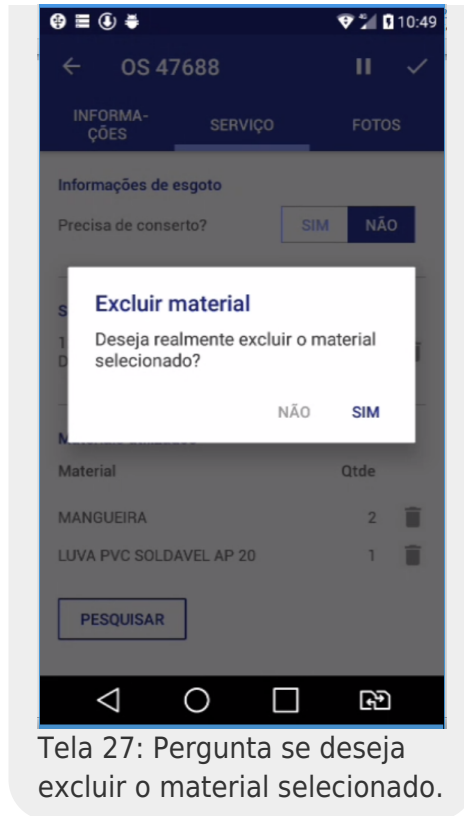 10:49
OS 47688
INFORMA-
ÇÕES
SERVIÇO
FOTOS
Informações de esgoto
Precisa de conserto?
SIM
NÃO
S
1
D
Excluir material
Deseja realmente excluir o material
selecionado?
NÃO
SIM
Material
Qtde
MANGUEIRA
2
LUVA PVC SOLDAVEL AP 20
1
PESQUISAR
Tela 27: Pergunta se deseja
excluir o material selecionado.